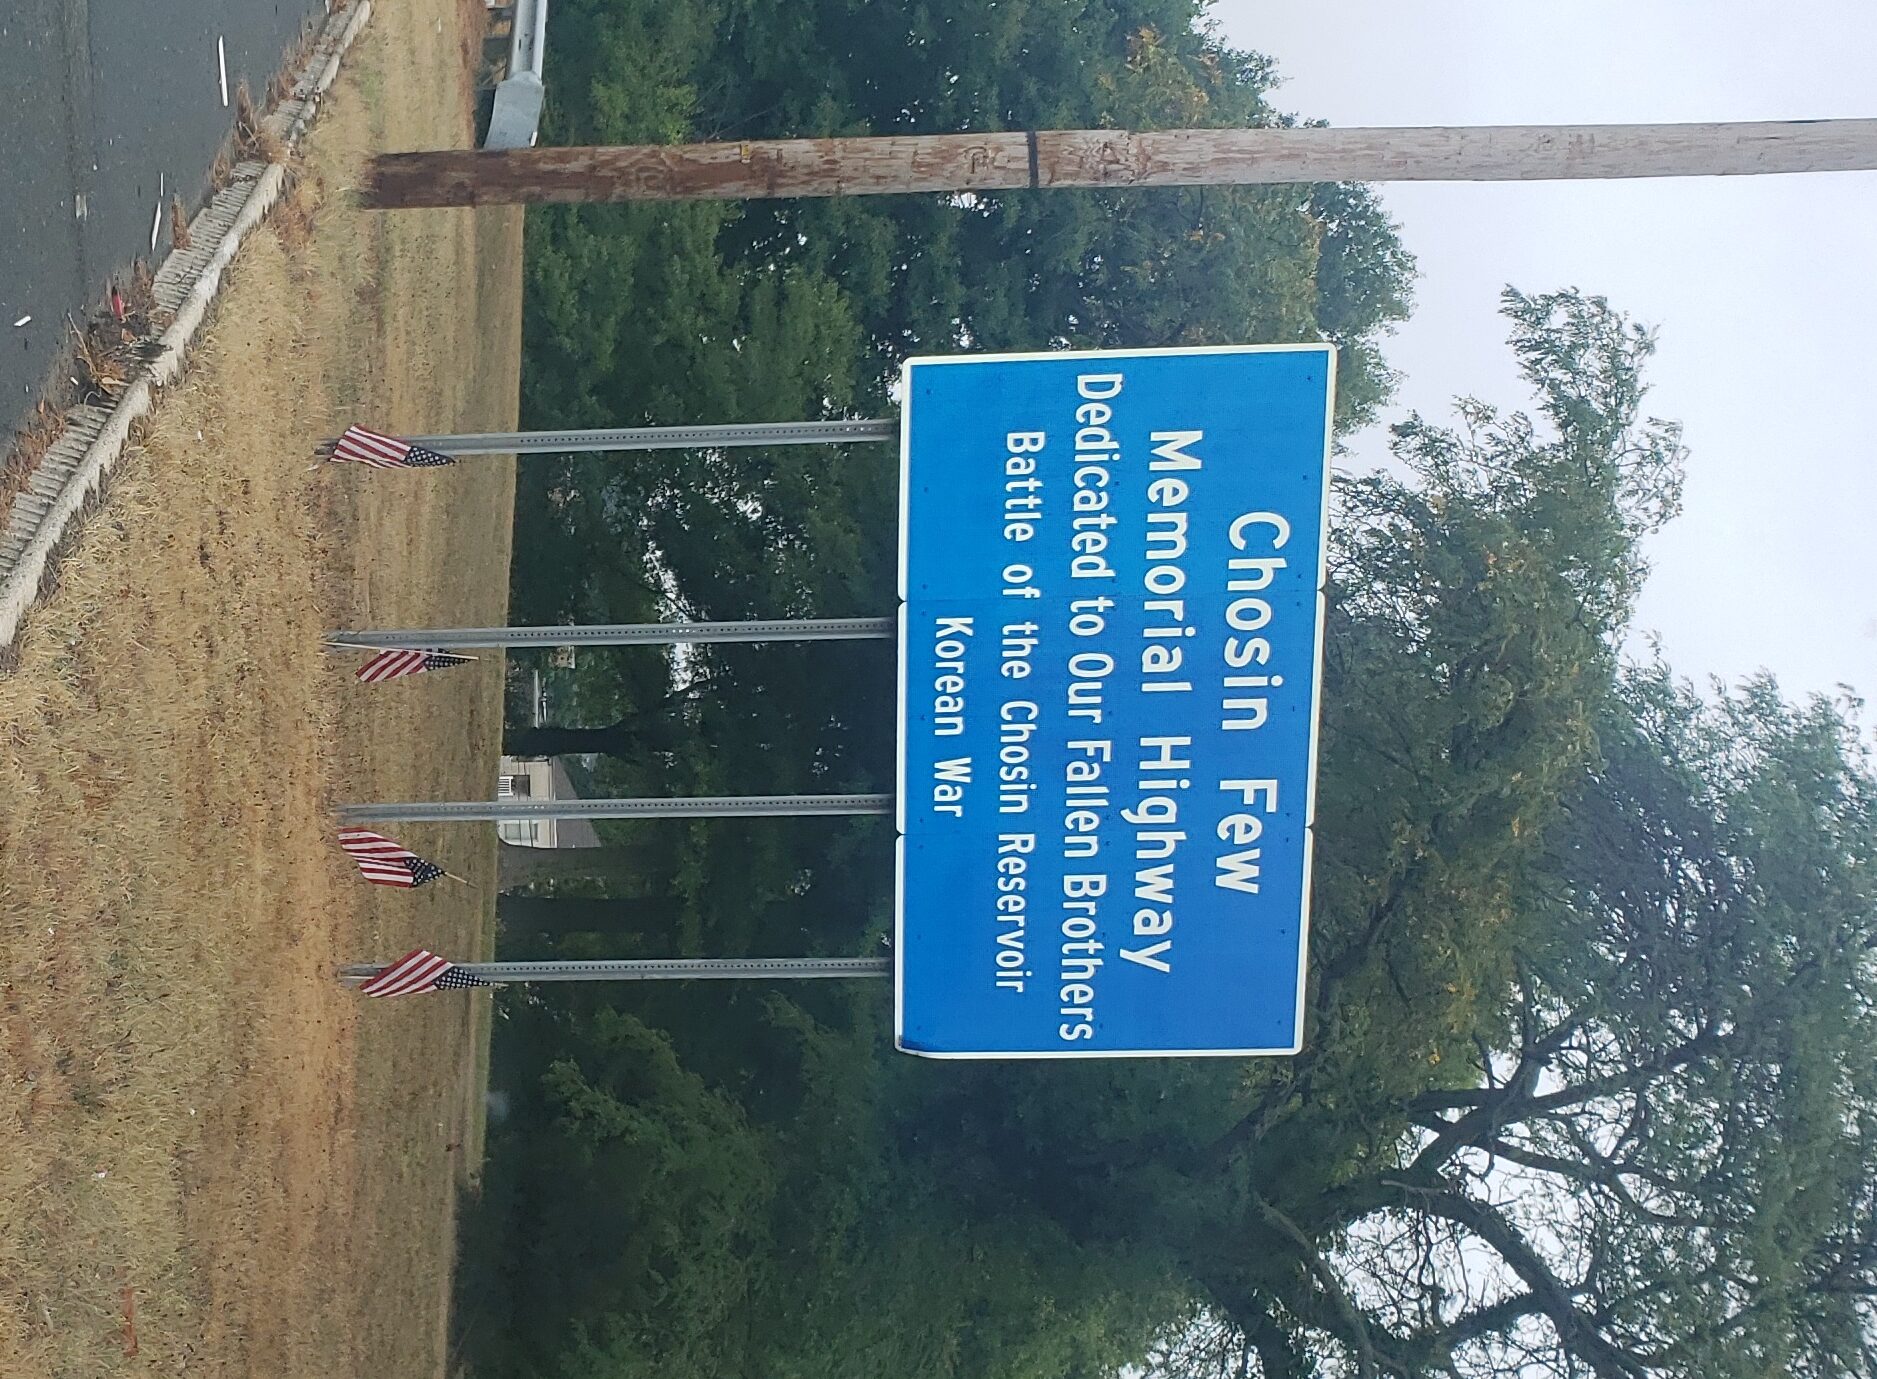 Chosin Few
Memorial Highway
Dedicated to Our Fallen Brothers
Battle of the Chosin Reservoir
Korean War